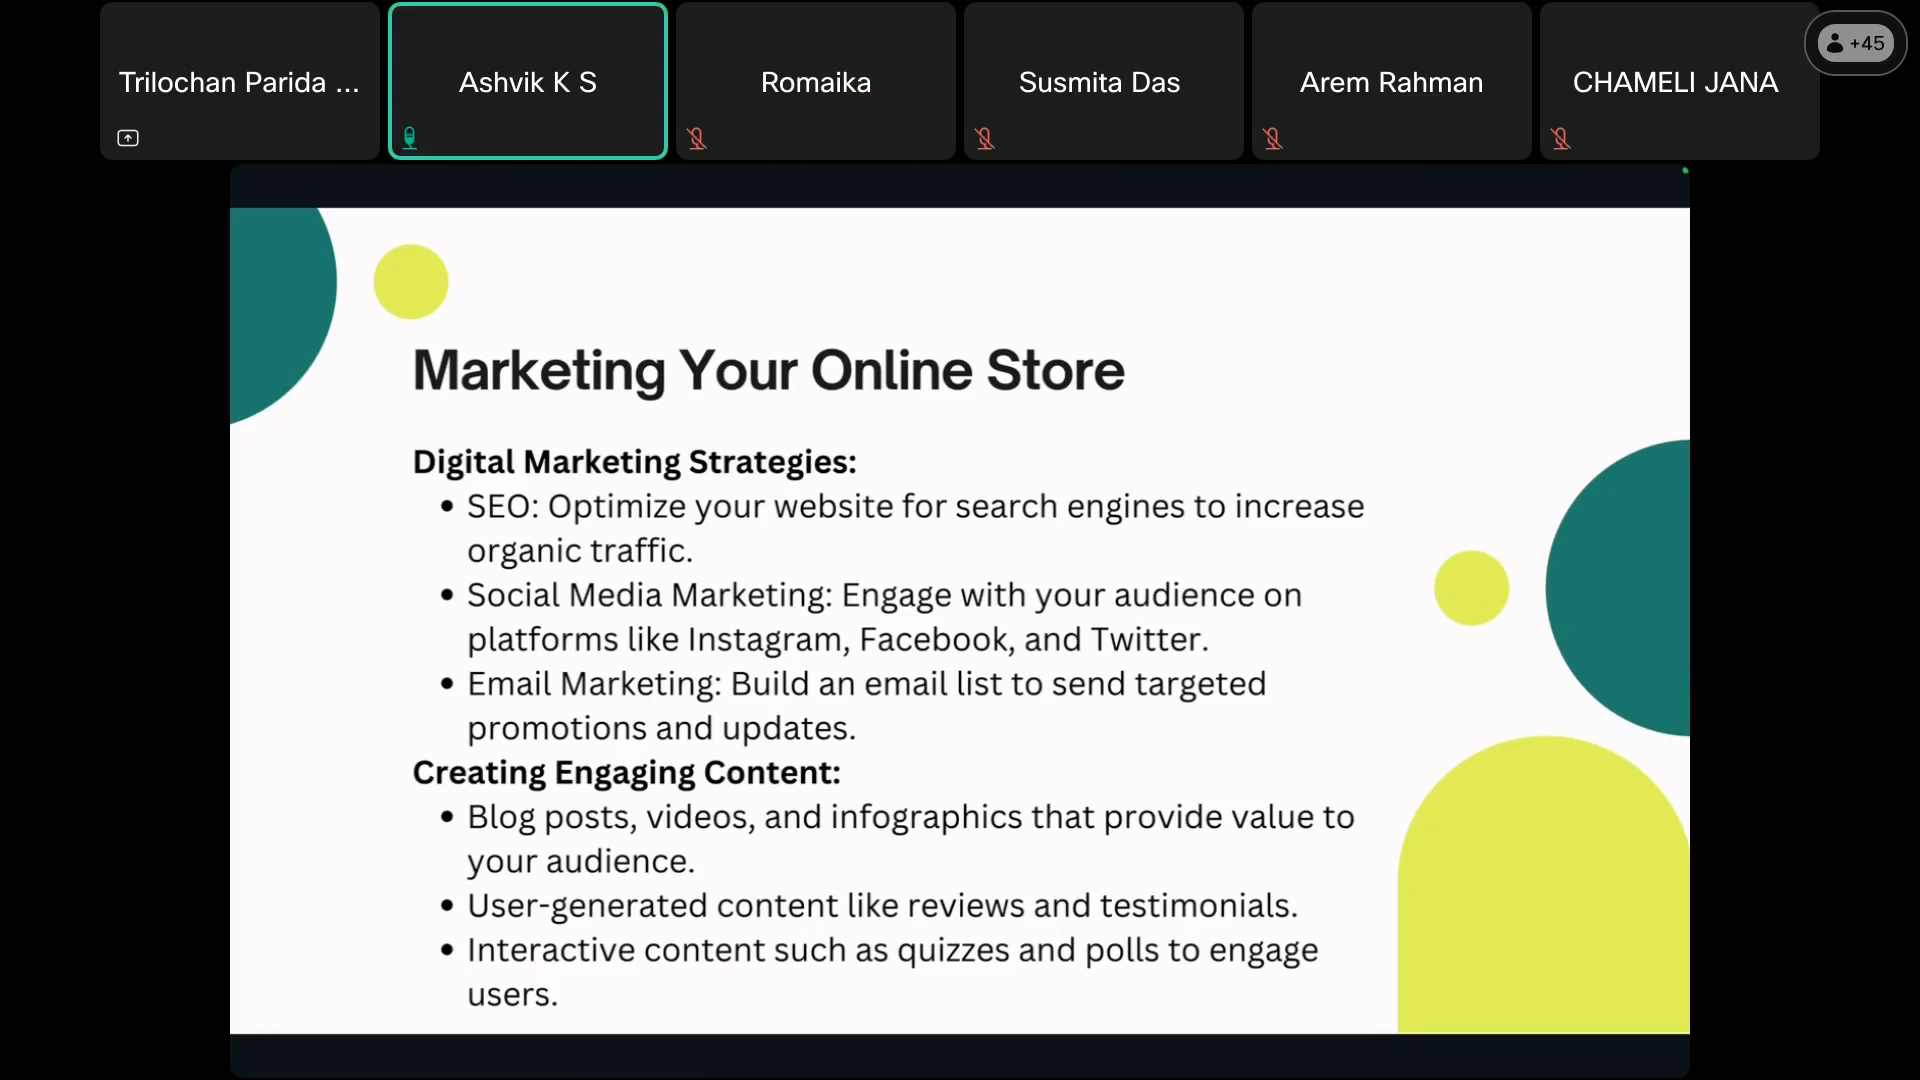 Trilochan Parida ...
Ashvik K S
Romaika
Susmita Das
Arem Rahman
CHAMELI JANA
+45
Marketing Your Online Store
Digital Marketing Strategies:
• SEO: Optimize your website for search engines to increase
organic traffic.
• Social Media Marketing: Engage with your audience on
platforms like Instagram, Facebook, and Twitter.
• Email Marketing: Build an email list to send targeted
promotions and updates.
Creating Engaging Content:
• Blog posts, videos, and infographics that provide value to
your audience.
• User-generated content like reviews and testimonials.
• Interactive content such as quizzes and polls to engage
users.